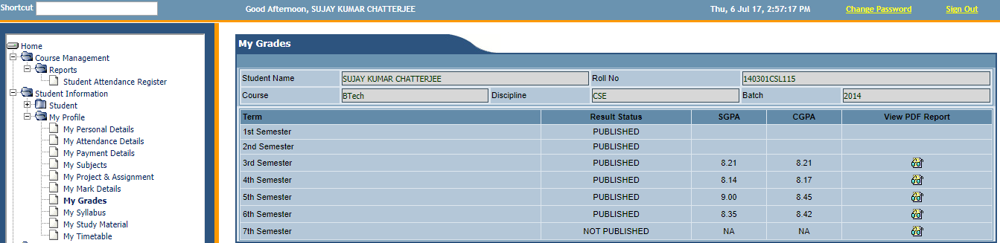 Shortcut Good Afternoon, SUJAY KUMAR CHATTERJEE Thu, 6 Jul 17, 2:57:17 PM Change Password Sign Out
Home
Course Management
Reports
Student Attendance Register
Student Information
Student
My Profile
My Personal Details
My Attendance Details
My Payment Details
My Subjects
My Project & Assignment
My Mark Details
My Grades
My Syllabus
My Study Material
My Timetable
My Grades
Student Name SUJAY KUMAR CHATTERJEE Roll No 140301CSL115
Course BTech Discipline CSE Batch 2014
Term Result Status SGPA CGPA View PDF Report
1st Semester PUBLISHED
2nd Semester PUBLISHED
3rd Semester PUBLISHED 8.21 8.21
4th Semester PUBLISHED 8.14 8.17
5th Semester PUBLISHED 9.00 8.45
6th Semester PUBLISHED 8.35 8.42
7th Semester NOT PUBLISHED NA NA